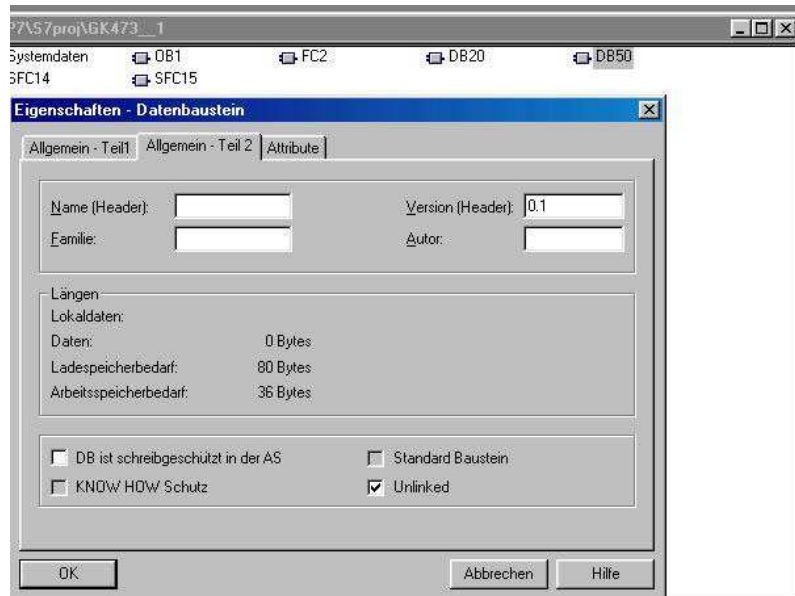 P7\S7proj\GK473__1
Systemdaten OB1 FC2 DB20 DB50
SFC14 SFC15
Eigenschaften - Datenbaustein
Allgemein - Teil1 Allgemein - Teil 2 Attribute
Name (Header): Version (Header): 0.1
Familie: Autor:
Längen
Lokaldaten:
Daten: 0 Bytes
Ladespeicherbedarf: 80 Bytes
Arbeitsspeicherbedarf: 36 Bytes
DB ist schreibgeschützt in der AS Standard Baustein
KNOW HOW Schutz Unlinked
OK Abbrechen Hilfe